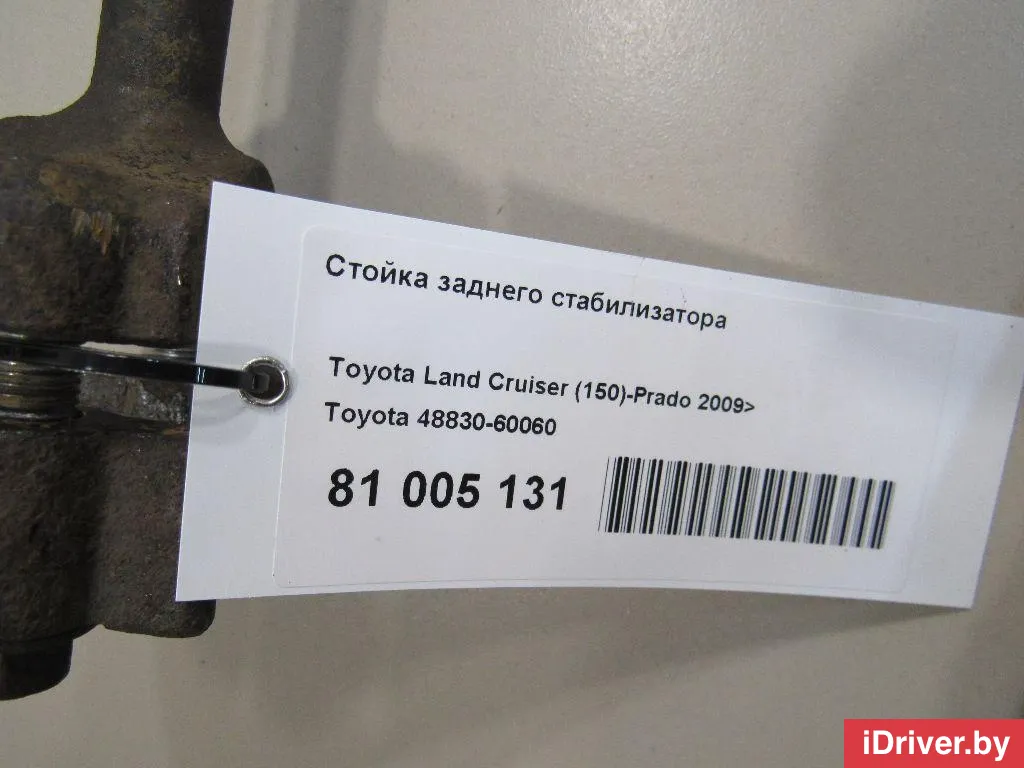 Стойка заднего стабилизатора
Toyota Land Cruiser (150)-Prado 2009>
Toyota 48830-60060
81 005 131
iDriver.by